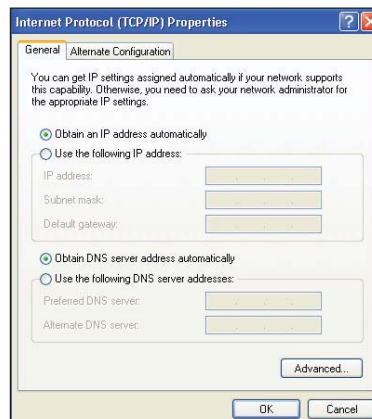 Internet Protocol (TCP/IP) Properties
General
Alternate Configuration
You can get IP settings assigned automatically if your network supports
this capability. Otherwise, you need to ask your network administrator for
the appropriate IP settings.
Obtain an IP address automatically
Use the following IP address:
IP address:
Subnet mask:
Default gateway:
Obtain DNS server address automatically
Use the following DNS server addresses:
Preferred DNS server:
Alternate DNS server:
Advanced...
OK
Cancel